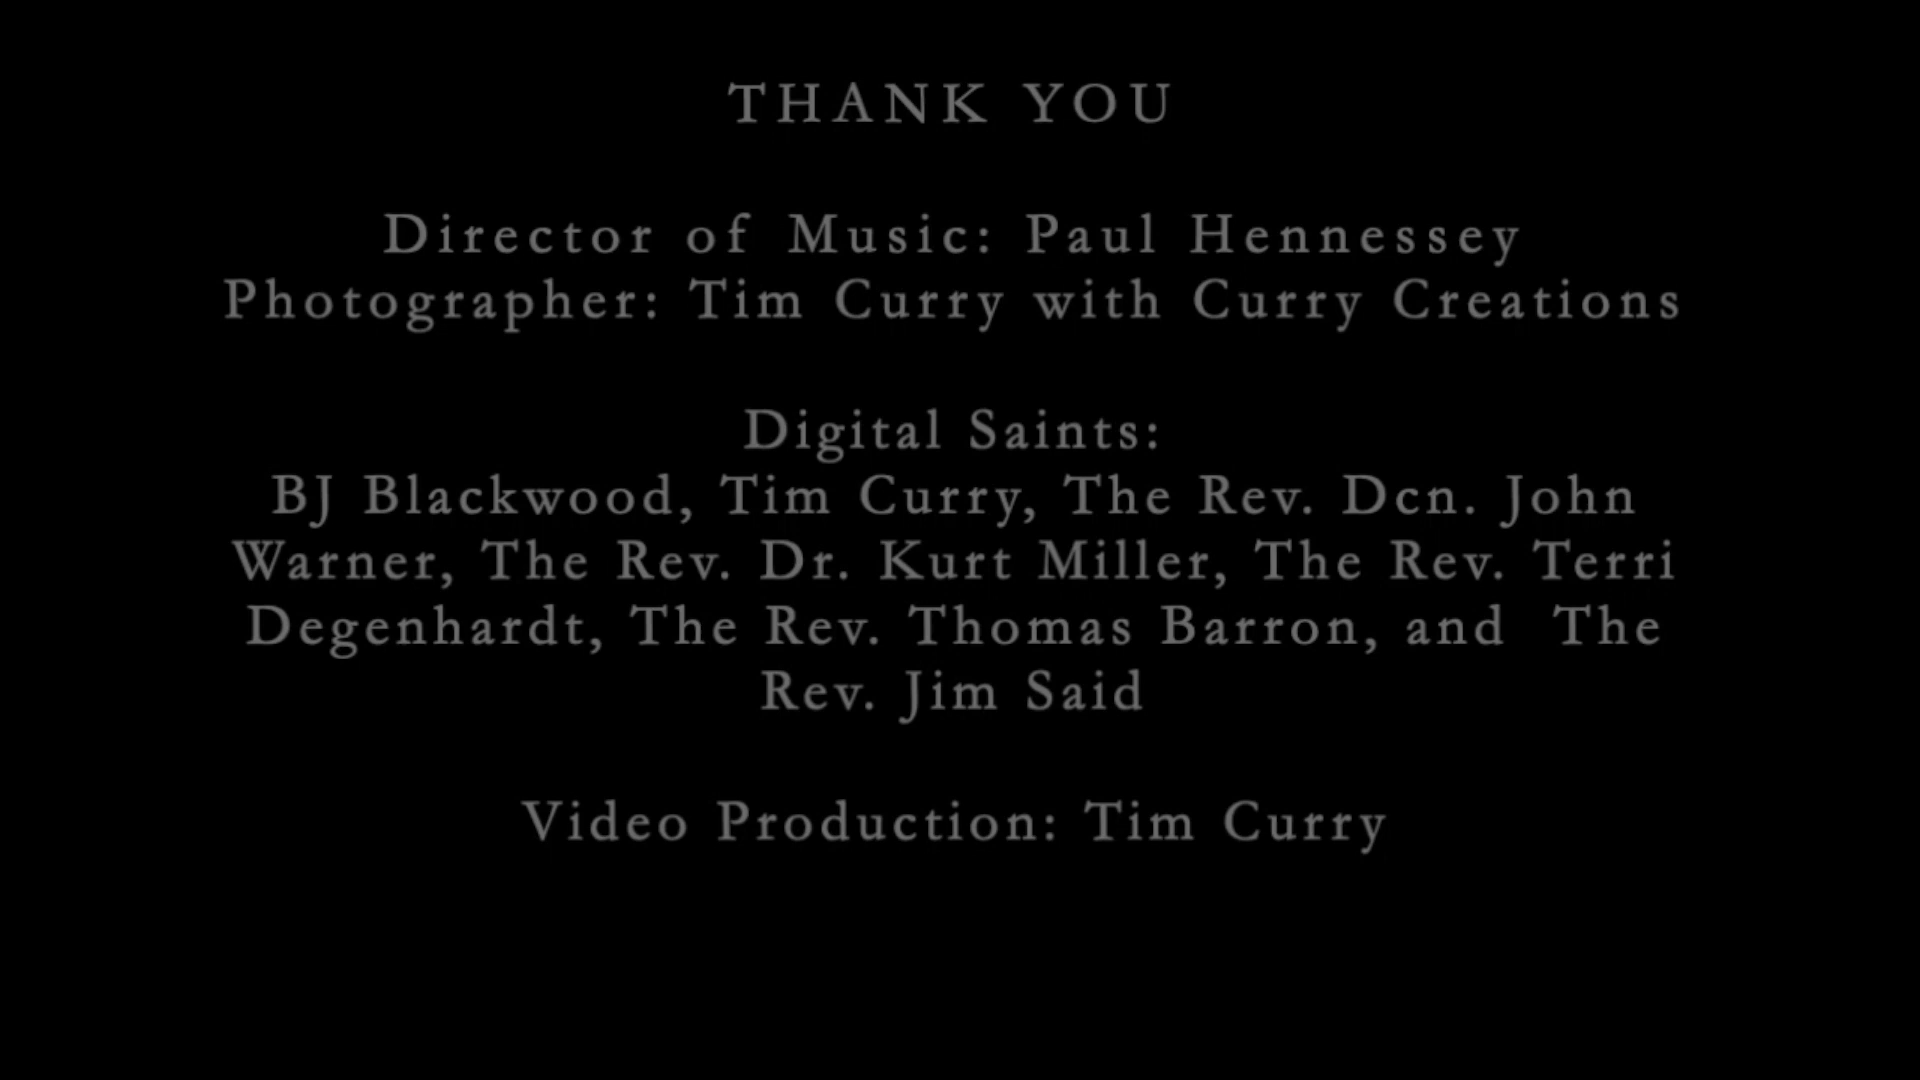 THANK YOU
Director of Music: Paul Hennessey
Photographer: Tim Curry with Curry Creations
Digital Saints:
BJ Blackwood, Tim Curry, The Rev. Dcn. John
Warner, The Rev. Dr. Kurt Miller, The Rev. Terri
Degenhardt, The Rev. Thomas Barron, and The
Rev. Jim Said
Video Production: Tim Curry